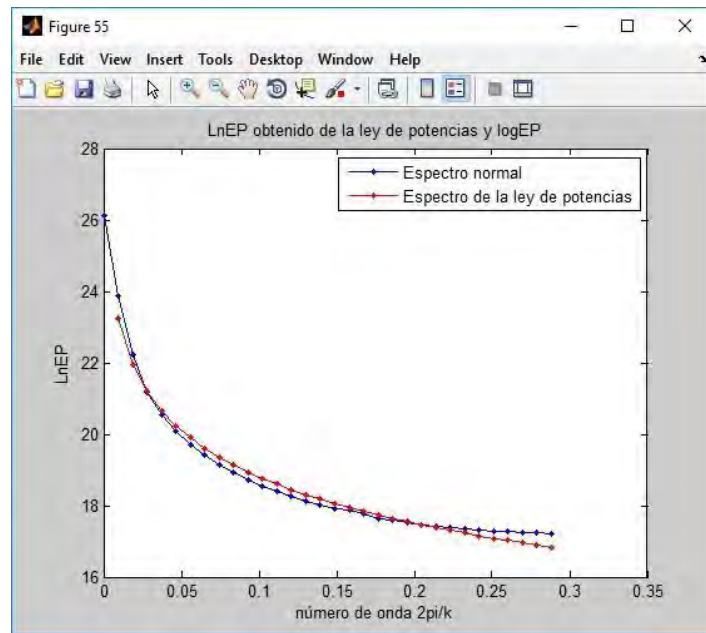 Figure 55
File Edit View Insert Tools Desktop Window Help
LnEP obtenido de la ley de potencias y logEP
28
26
24
22
20
18
16
LnEP
Espectro normal
Espectro de la ley de potencias
0 0.05 0.1 0.15 0.2 0.25 0.3 0.35
número de onda 2pi/k